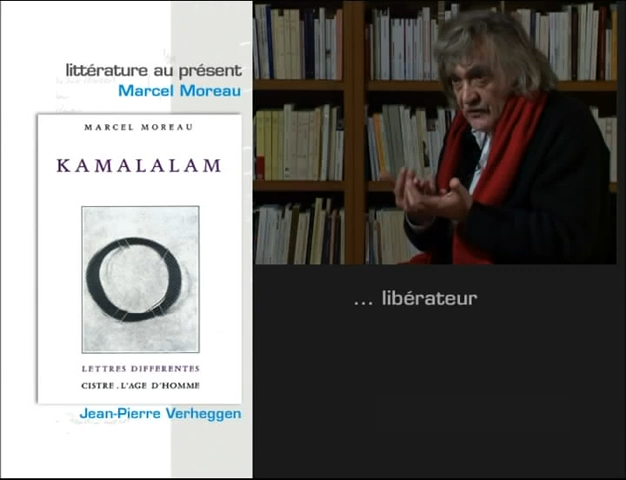 littérature au présent
Marcel Moreau
MARCEL MOREAU
KAMALALAM
LETTRES DIFFERENTES
CISTRE . L'AGE D'HOMME
Jean-Pierre Verheggen
... libérateur